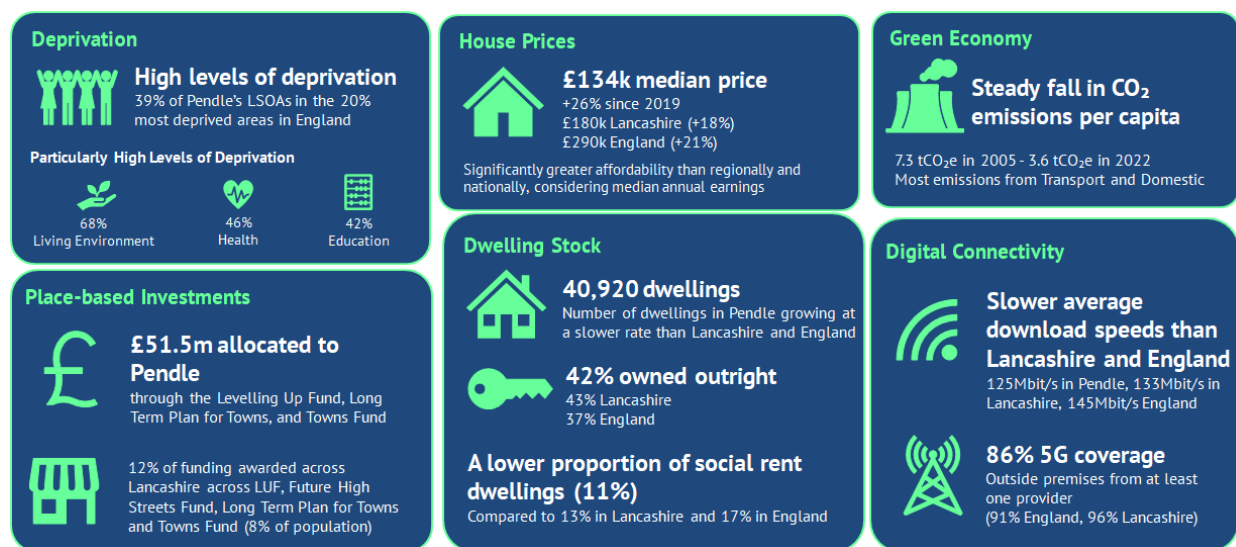 Deprivation
High levels of deprivation
39% of Pendle's LSOAs in the 20%
most deprived areas in England
Particularly High Levels of Deprivation
68%
Living Environment
46%
Health
42%
Education
House Prices
£134k median price
+26% since 2019
£180k Lancashire (+18%)
£290k England (+21%)
Significantly greater affordability than regionally and
nationally, considering median annual earnings
Green Economy
Steady fall in CO₂
emissions per capita
7.3 tCO₂e in 2005 - 3.6 tCO₂e in 2022
Most emissions from Transport and Domestic
Place-based Investments
£51.5m allocated to
Pendle
through the Levelling Up Fund, Long
Term Plan for Towns, and Towns Fund
12% of funding awarded across
Lancashire across LUF, Future High
Streets Fund, Long Term Plan for Towns
and Towns Fund (8% of population)
Dwelling Stock
40,920 dwellings
Number of dwellings in Pendle growing at
a slower rate than Lancashire and England
42% owned outright
43% Lancashire
37% England
A lower proportion of social rent
dwellings (11%)
Compared to 13% in Lancashire and 17% in England
Digital Connectivity
Slower average
download speeds than
Lancashire and England
125Mbit/s in Pendle, 133Mbit/s in
Lancashire, 145Mbit/s England
86% 5G coverage
Outside premises from at least
one provider
(91% England, 96% Lancashire)